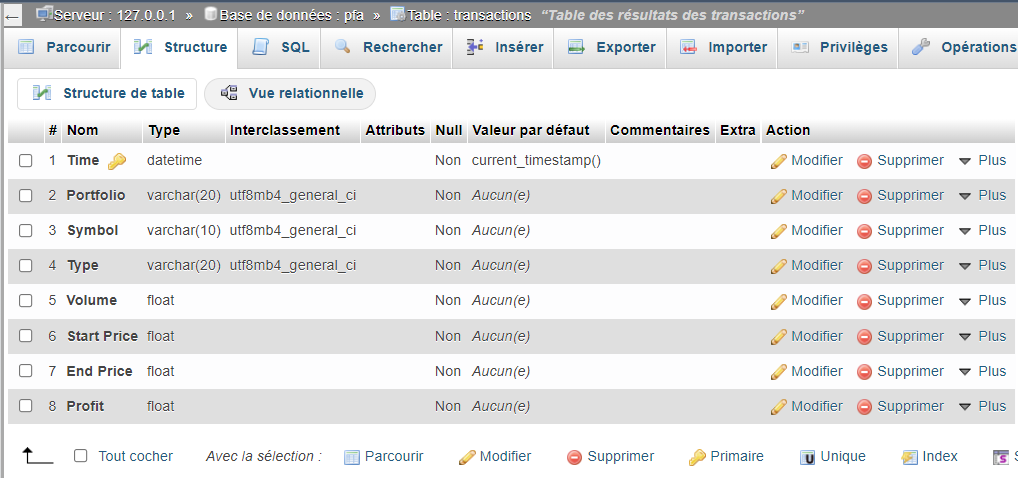 ← Serveur : 127.0.0.1 » Base de données : pfa » Table : transactions “Table des résultats des transactions”
Parcourir Structure SQL Rechercher Insérer Exporter Importer Privilèges Opérations
Structure de table Vue relationnelle
# Nom Type Interclassement Attributs Null Valeur par défaut Commentaires Extra Action
1 Time datetime Non current_timestamp() Modifier Supprimer Plus
2 Portfolio varchar(20) utf8mb4_general_ci Non Aucun(e) Modifier Supprimer Plus
3 Symbol varchar(10) utf8mb4_general_ci Non Aucun(e) Modifier Supprimer Plus
4 Type varchar(20) utf8mb4_general_ci Non Aucun(e) Modifier Supprimer Plus
5 Volume float Non Aucun(e) Modifier Supprimer Plus
6 Start Price float Non Aucun(e) Modifier Supprimer Plus
7 End Price float Non Aucun(e) Modifier Supprimer Plus
8 Profit float Non Aucun(e) Modifier Supprimer Plus
Tout cocher Avec la sélection : Parcourir Modifier Supprimer Primaire Unique Index